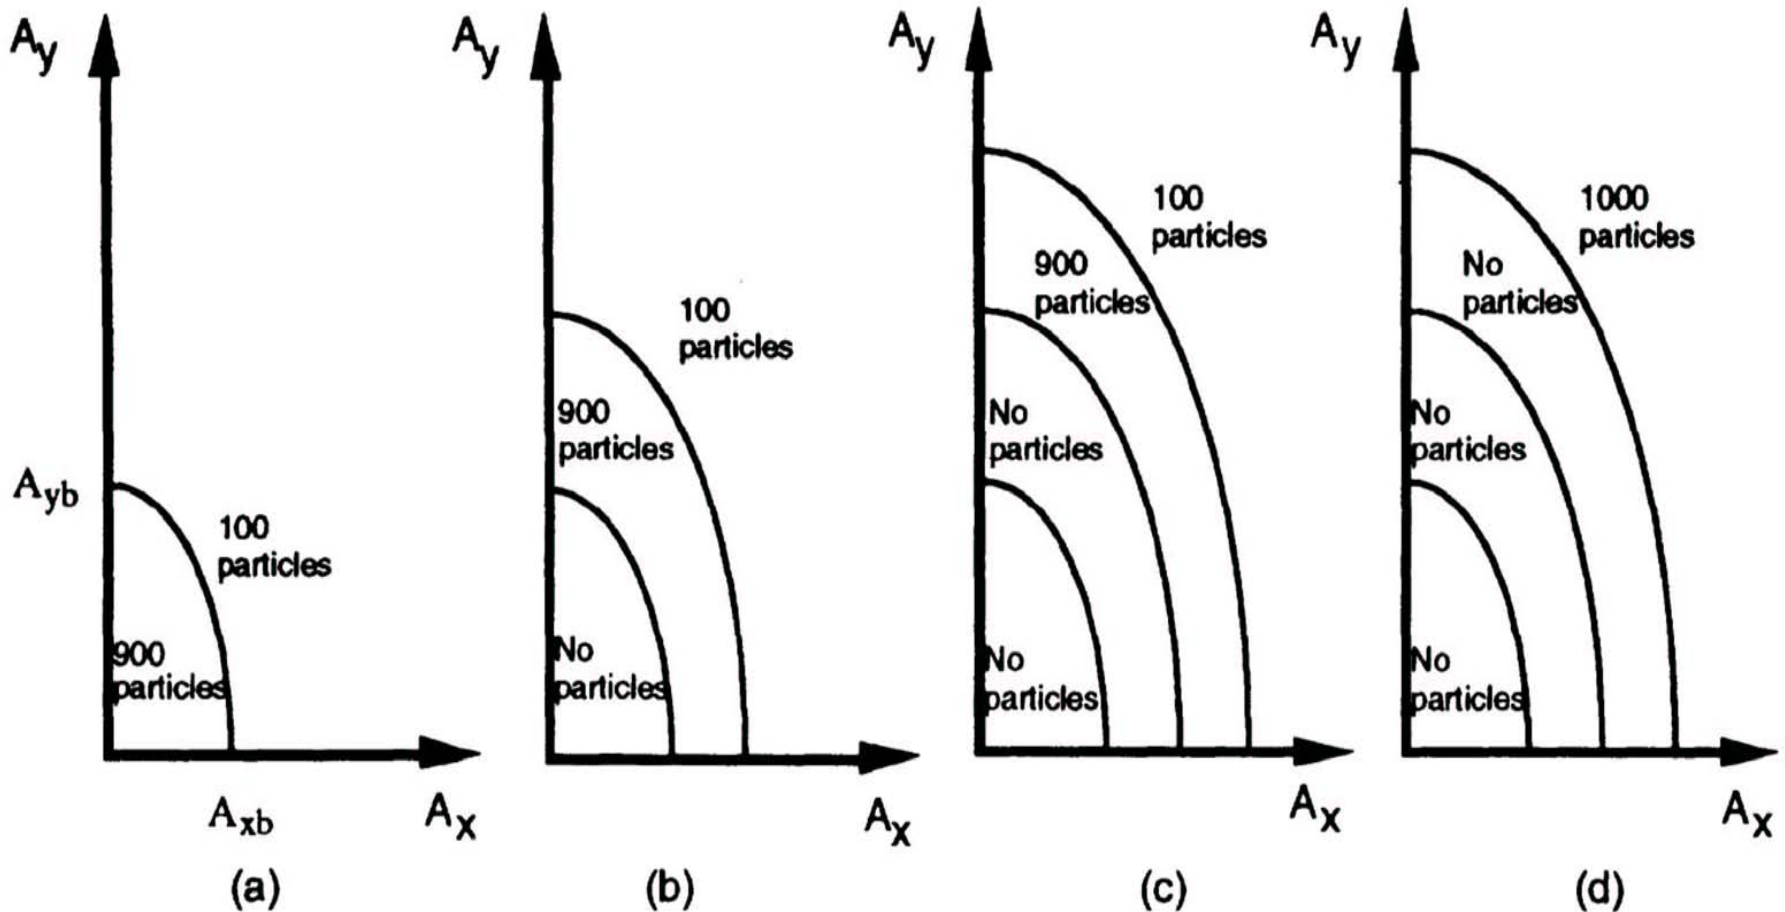 Ay
100
particles
Ayb
900
particles
Axb
Ax
(a)
Ay
100
particles
900
particles
No
particles
Ax
(b)
Ay
100
particles
900
particles
No
particles
No
particles
Ax
(c)
Ay
1000
particles
No
particles
No
particles
No
particles
Ax
(d)